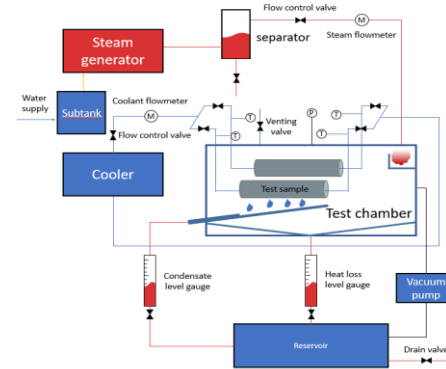 Flow control valve
M
Steam
generator
separator
Steam flowmeter
Water
supply
Subtank
Coolant flowmeter
M
Flow control valve
T
T
Venting
valve
P
T
T
Cooler
Test sample
Test chamber
Condensate
level gauge
Heat loss
level gauge
Vacuum
pump
Reservoir
Drain valve